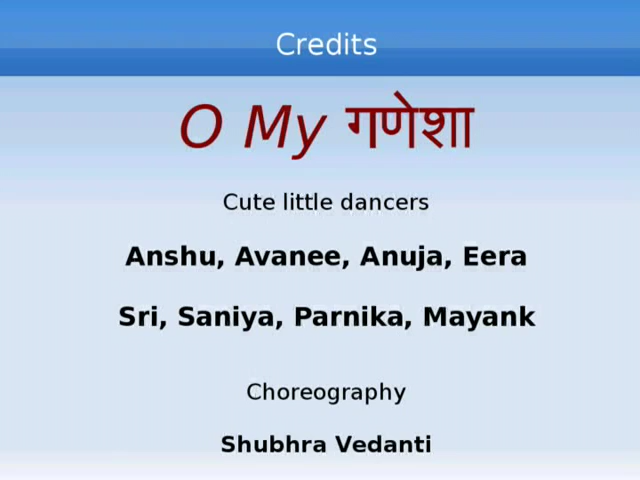 Credits
O My गणेशा
Cute little dancers
Anshu, Avanee, Anuja, Eera
Sri, Saniya, Parnika, Mayank
Choreography
Shubhra Vedanti